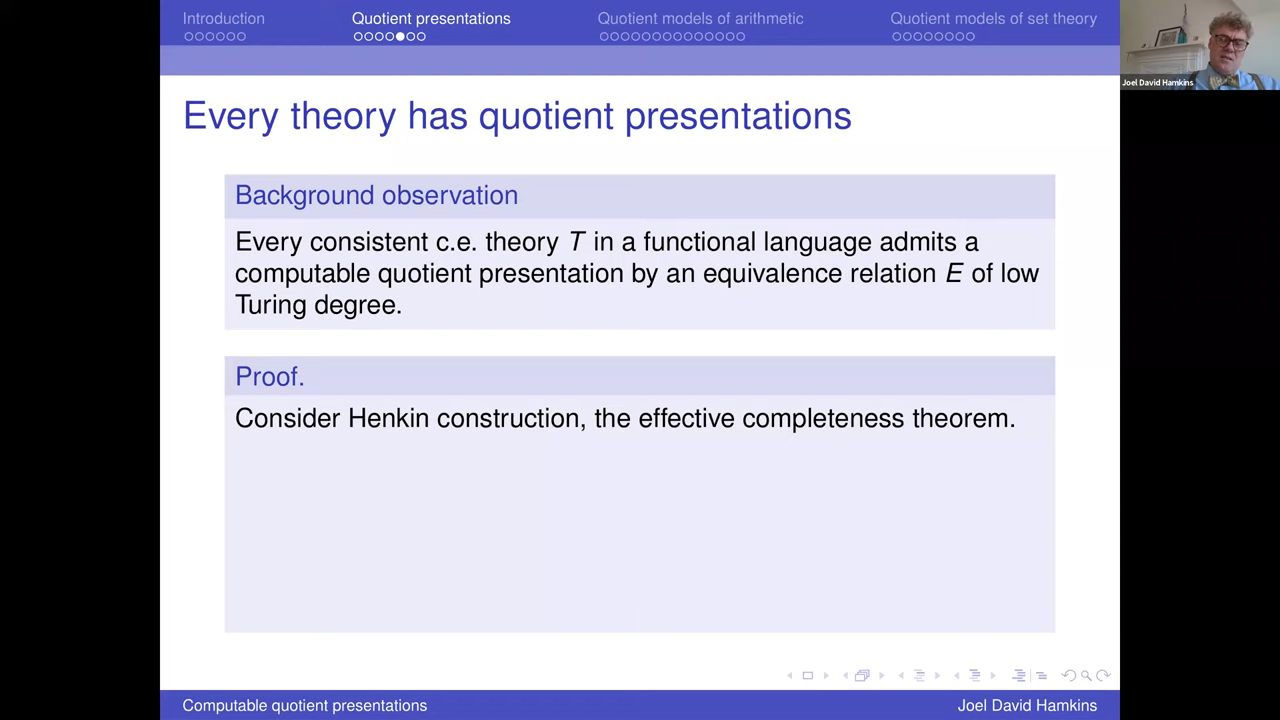 Introduction
Quotient presentations
Quotient models of arithmetic
Quotient models of set theory
Joel David Hamkins
Every theory has quotient presentations
Background observation
Every consistent c.e. theory T in a functional language admits a
computable quotient presentation by an equivalence relation E of low
Turing degree.
Proof.
Consider Henkin construction, the effective completeness theorem.
Computable quotient presentations
Joel David Hamkins